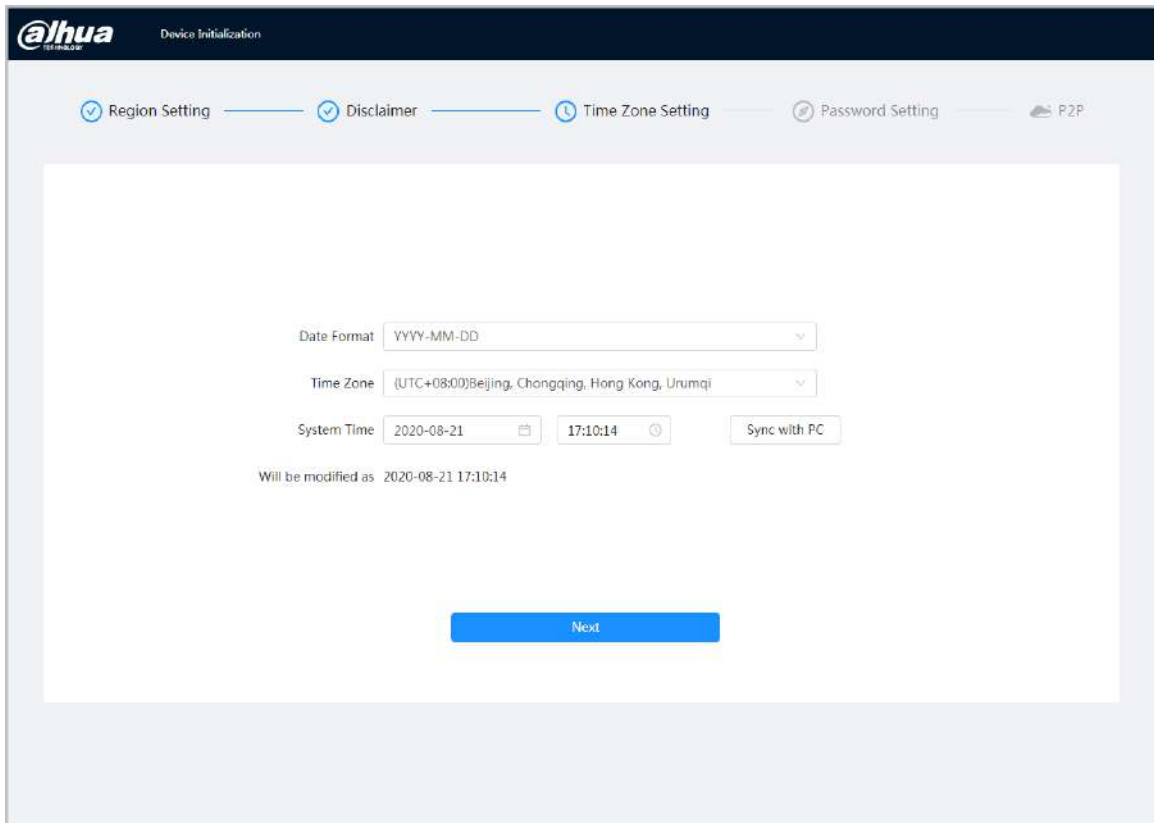 alhua Device Initialization
TECHNOLOGY
Region Setting Disclaimer Time Zone Setting Password Setting P2P
Date Format YYYY-MM-DD
Time Zone (UTC+08:00)Beijing, Chongqing, Hong Kong, Urumqi
System Time 2020-08-21 17:10:14 Sync with PC
Will be modified as 2020-08-21 17:10:14
Next